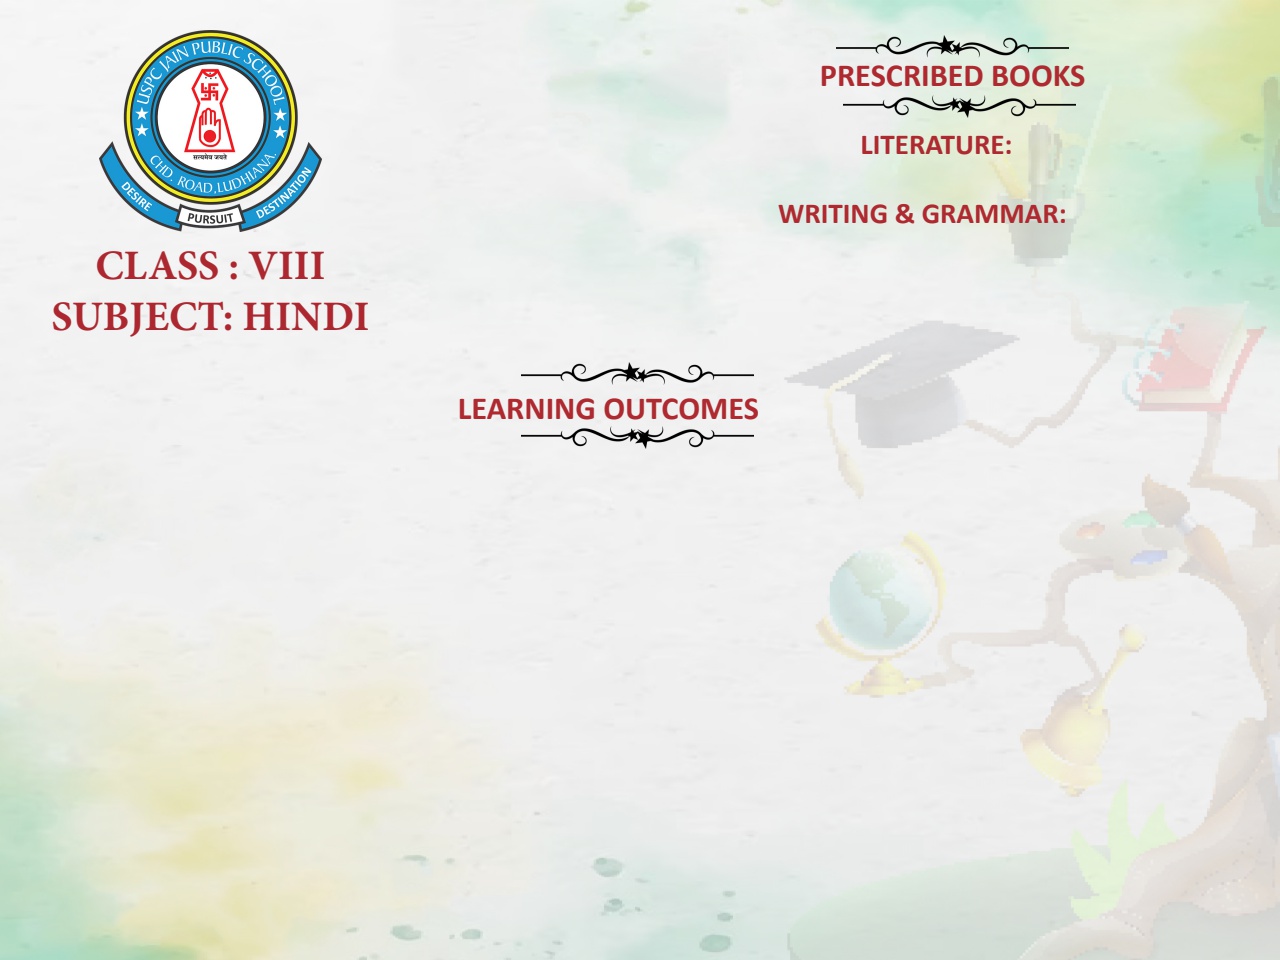 USPC JAIN PUBLIC SCHOOL
सत्यमेव जयते
CHD. ROAD, LUDHIANA
DESIRE
PURSUIT
DESTINATION
CLASS : VIII
SUBJECT: HINDI
PRESCRIBED BOOKS
LITERATURE:
WRITING & GRAMMAR:
LEARNING OUTCOMES